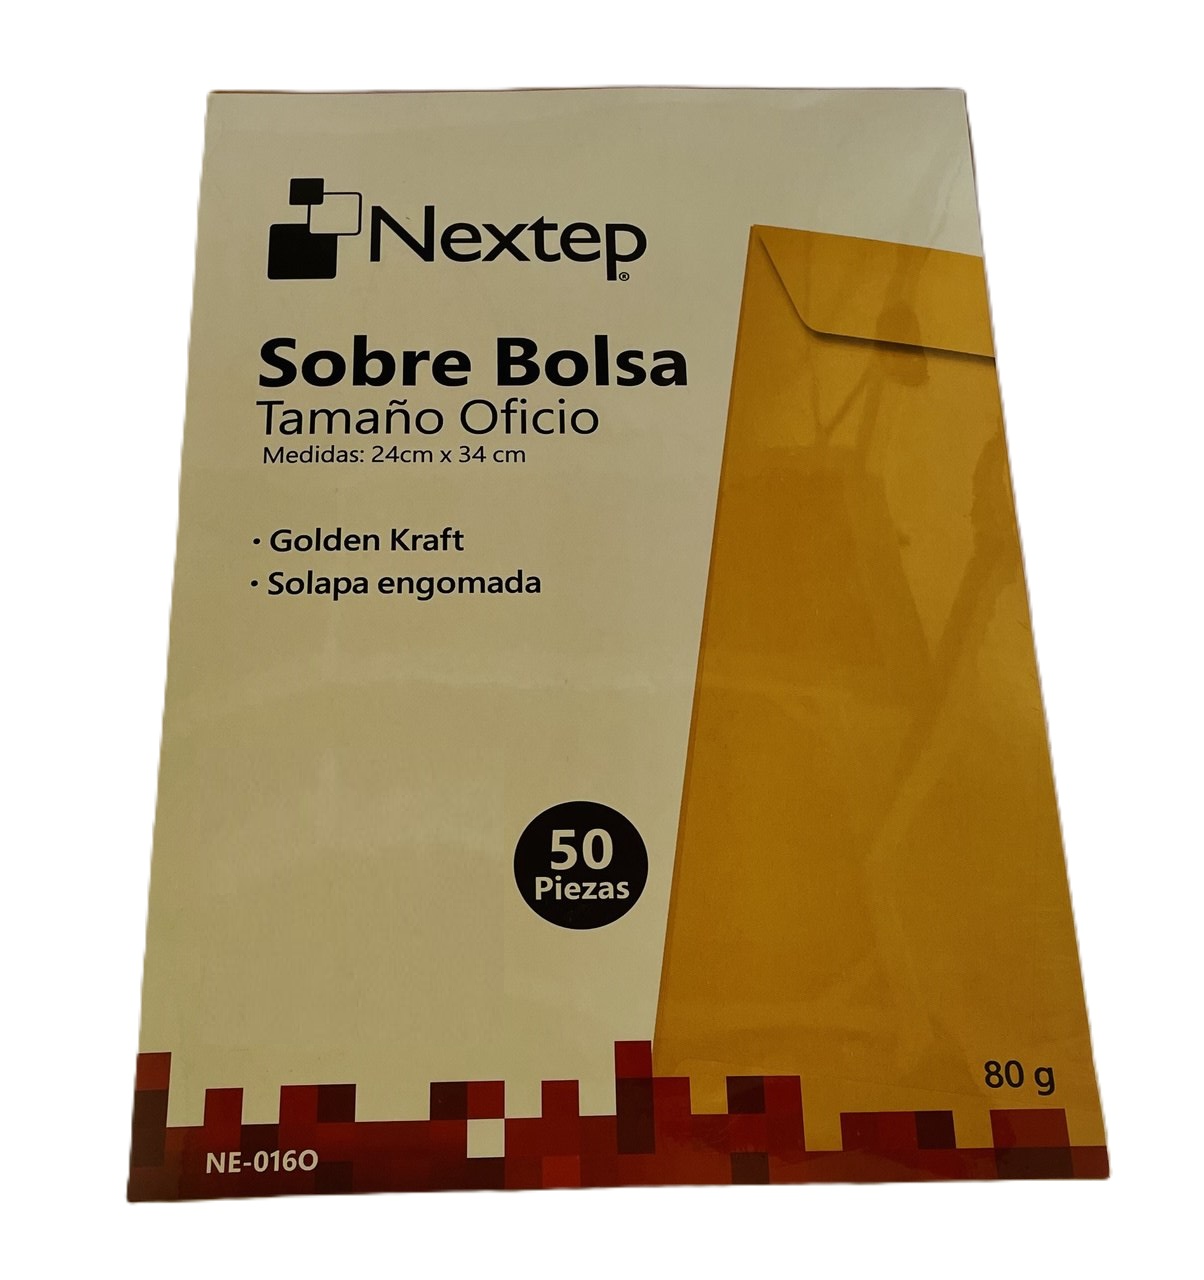 Nextep®
Sobre Bolsa
Tamaño Oficio
Medidas: 24cm x 34 cm
· Golden Kraft
· Solapa engomada
50
Piezas
80 g
NE-016O